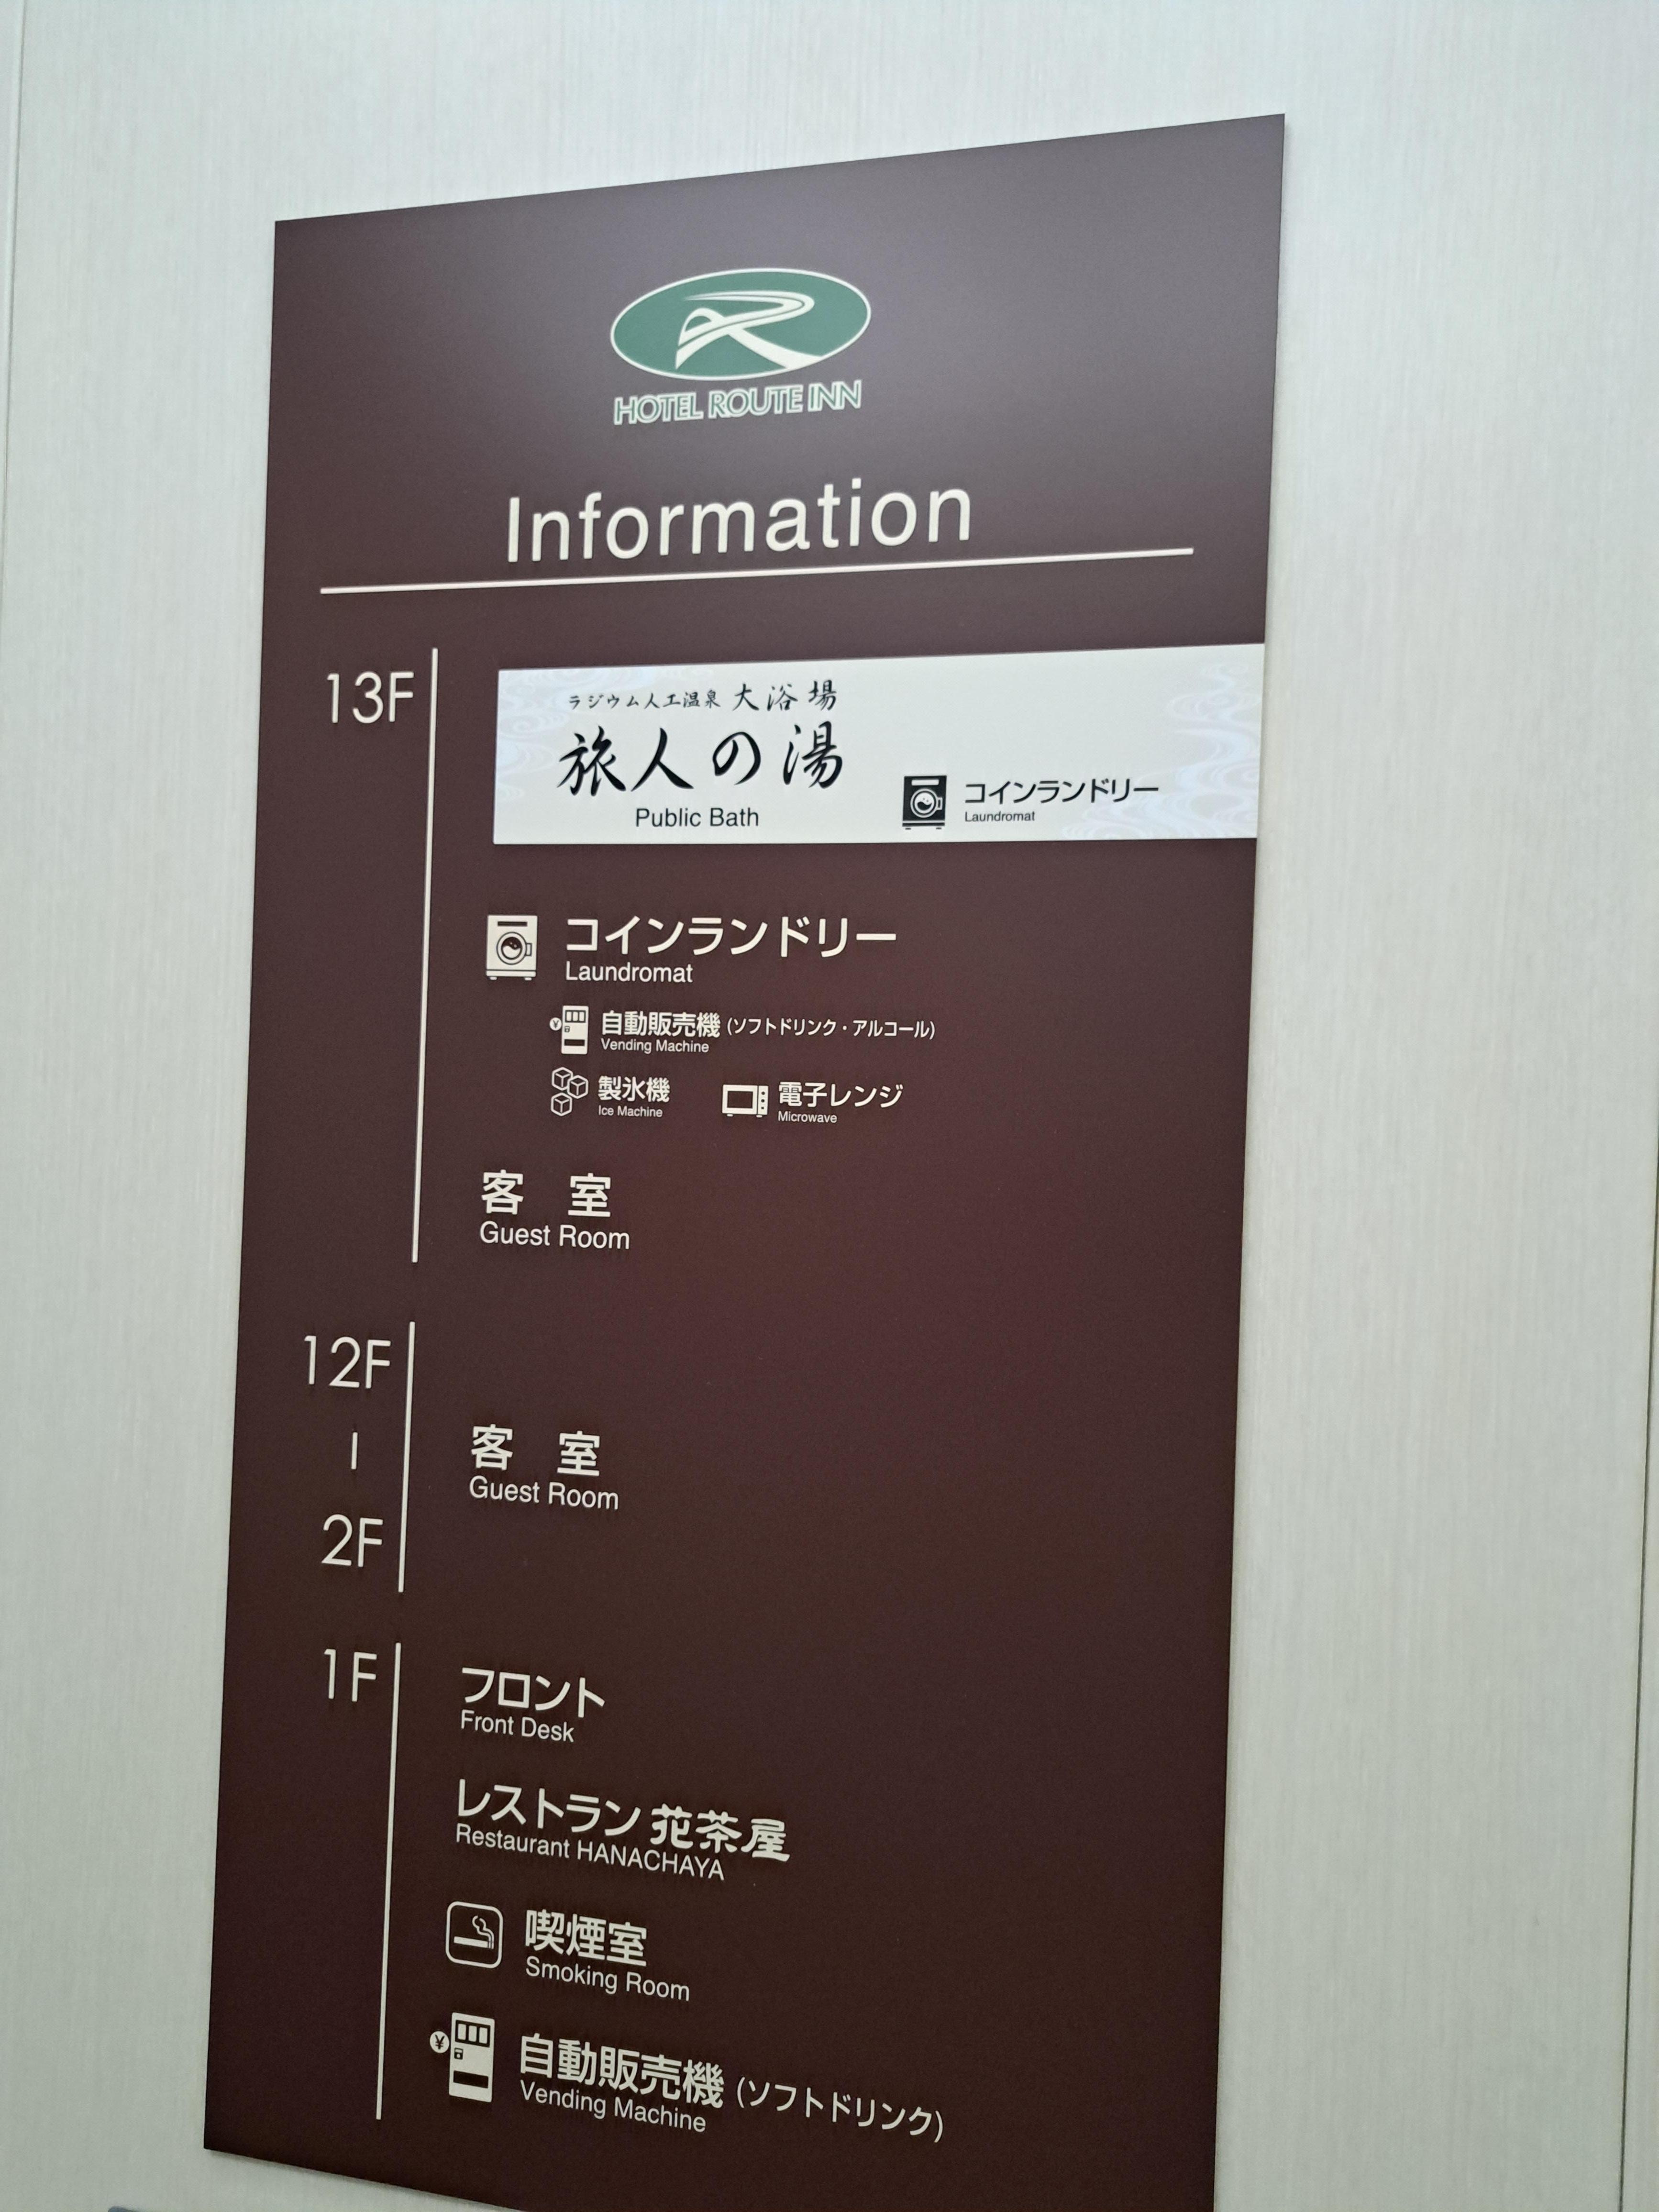 HOTEL ROUTE INN
Information
13F
ラジウム人工温泉 大浴場
旅人の湯
Public Bath
コインランドリー
Laundromat
コインランドリー
Laundromat
自動販売機 (ソフトドリンク・アルコール)
Vending Machine
製氷機
Ice Machine
電子レンジ
Microwave
客 室
Guest Room
12F
|
2F
客 室
Guest Room
1F
フロント
Front Desk
レストラン 花茶屋
Restaurant HANACHAYA
喫煙室
Smoking Room
¥
自動販売機 (ソフトドリンク)
Vending Machine